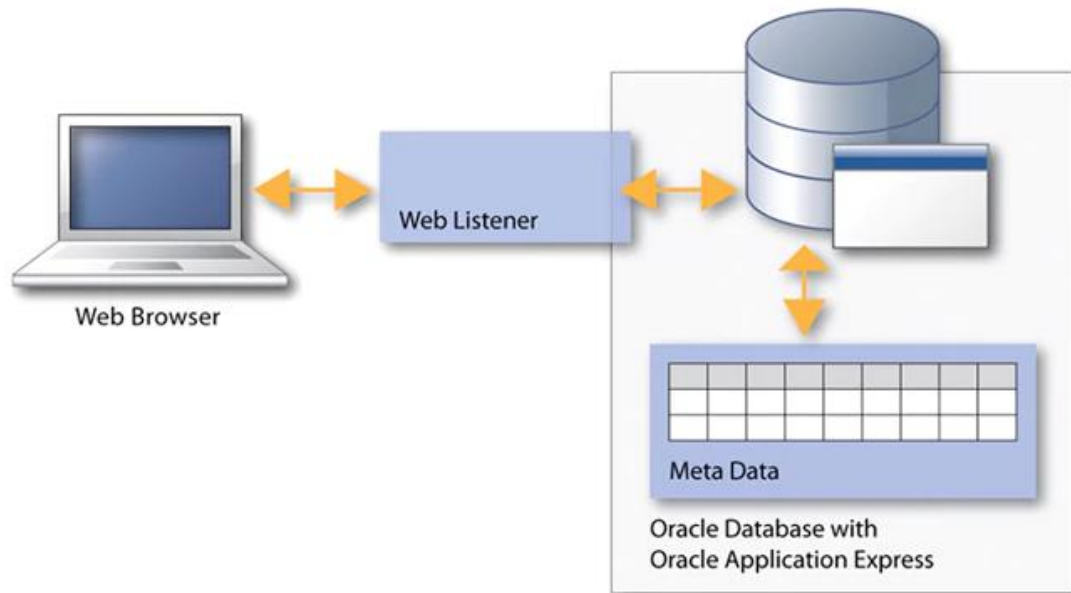 Web Listener
Web Browser
Meta Data
Oracle Database with
Oracle Application Express